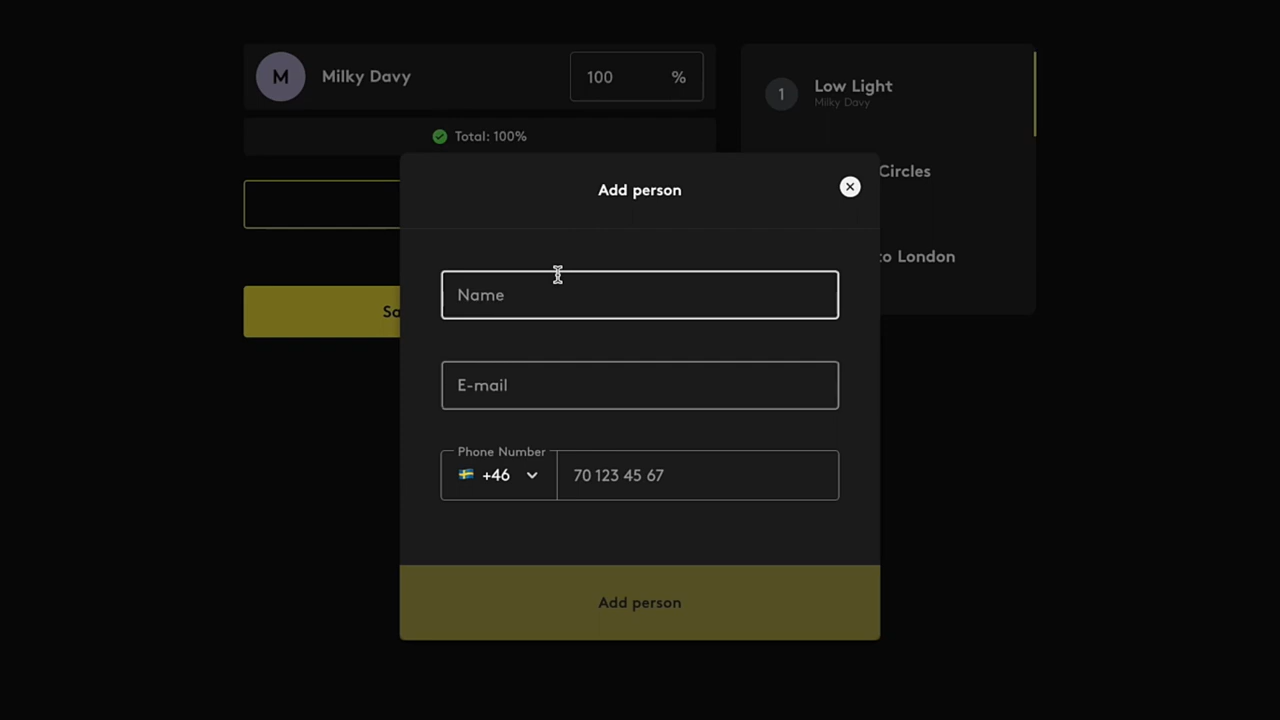 M
Milky Davy
100 %
Total: 100%
1
Low Light
Milky Davy
Circles
to London
Add person
Name
E-mail
Phone Number
+46
70 123 45 67
Add person